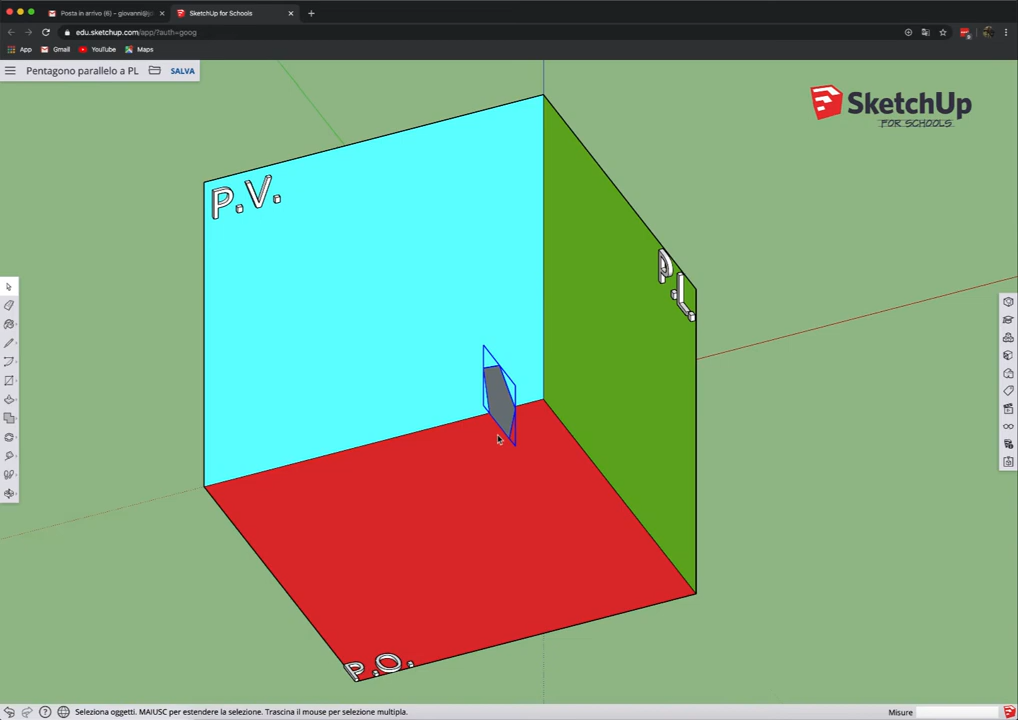 Posta in arrivo (6) - giovanni@j
SketchUp for Schools
edu.sketchup.com/app/?auth=goog
App
Gmail
YouTube
Maps
Pentagono parallelo a PL
SALVA
SketchUp
FOR SCHOOLS
P.V.
P.L.
P.O.
Seleziona oggetti. MAIUSC per estendere la selezione. Trascina il mouse per selezione multipla.
Misure